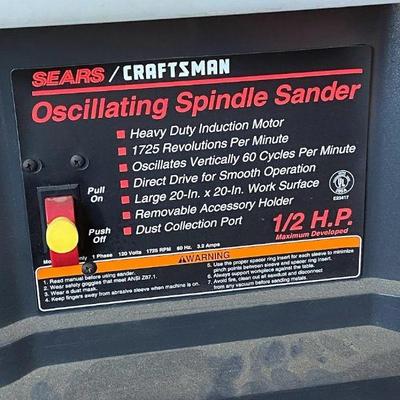 SEARS / CRAFTSMAN
Oscillating Spindle Sander
Heavy Duty Induction Motor
1725 Revolutions Per Minute
Oscillates Vertically 60 Cycles Per Minute
Direct Drive for Smooth Operation
Large 20-In. x 20-In. Work Surface
Removable Accessory Holder
Dust Collection Port
Pull
On
Push
Off
UL
E23417
1/2 H.P.
Maximum Developed
only 1 Phase 120 Volts 1725 RPM 60 Hz. 3.2 Amps
WARNING
1. Read manual before using sander.
2. Wear safety goggles that meet ANSI Z87.1.
3. Wear a dust mask.
4. Keep fingers away from abrasive sleeve when machine is on.
5. Use the proper spacer ring insert for each sleeve to minimize
pinch points between sleeve and spacer ring insert.
6. Always support workpiece against the table.
7. Avoid fire, clean out all sawdust and disconnect
from any vacuum before sanding metals.